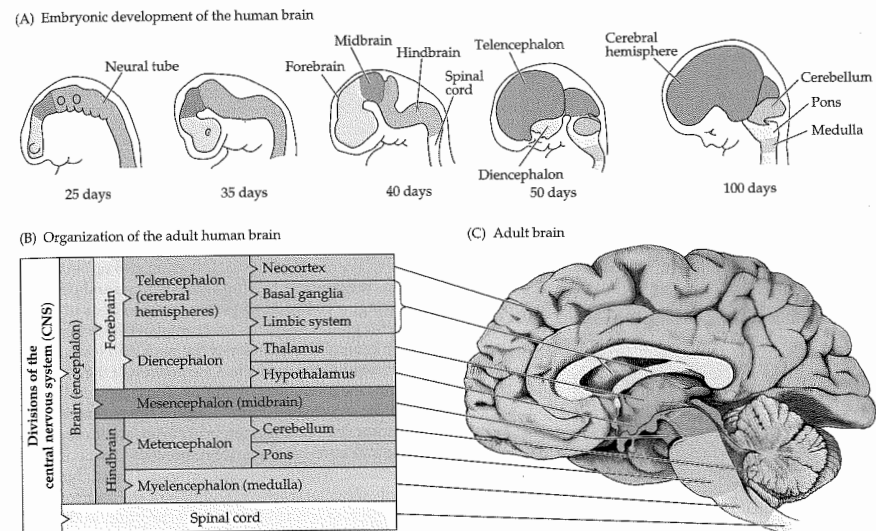 (A) Embryonic development of the human brain
Neural tube
Forebrain
Midbrain
Hindbrain
Spinal
cord
Telencephalon
Diencephalon
Cerebral
hemisphere
Cerebellum
Pons
Medulla
25 days
35 days
40 days
50 days
100 days
(B) Organization of the adult human brain
Divisions of the
central nervous system (CNS)
Brain (encephalon)
Forebrain
Telencephalon
(cerebral
hemispheres)
Neocortex
Basal ganglia
Limbic system
Diencephalon
Thalamus
Hypothalamus
Mesencephalon (midbrain)
Hindbrain
Metencephalon
Cerebellum
Pons
Myelencephalon (medulla)
Spinal cord
(C) Adult brain